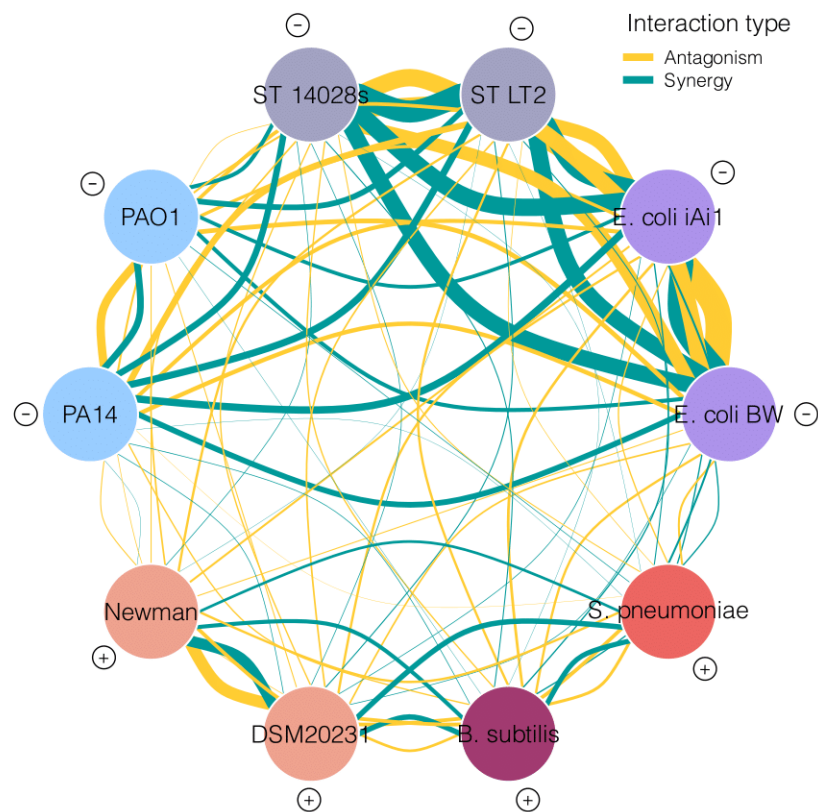 Interaction type
Antagonism
Synergy
−
−
ST 14028s
ST LT2
−
−
PAO1
E. coli iAi1
−
PA14
E. coli BW
−
Newman
S. pneumoniae
+
+
DSM20231
B. subtilis
+
+